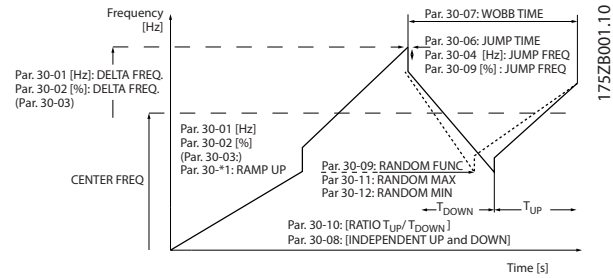 Frequency
[Hz]
Par. 30-07: WOBB TIME
Par. 30-06: JUMP TIME
Par. 30-04 [Hz]: JUMP FREQ
Par. 30-09 [%] : JUMP FREQ
Par. 30-01 [Hz]: DELTA FREQ.
Par. 30-02 [%]: DELTA FREQ.
(Par. 30-03)
Par. 30-01 [Hz]
Par. 30-02 [%]
(Par. 30-03:)
Par. 30-*1: RAMP UP
CENTER FREQ
Par. 30-09: RANDOM FUNC
Par 30-11: RANDOM MAX
Par 30-12: RANDOM MIN
TDOWN
TUP
Par. 30-10: [RATIO TUP/ TDOWN ]
Par. 30-08: [INDEPENDENT UP and DOWN]
Time [s]
175ZB001.10